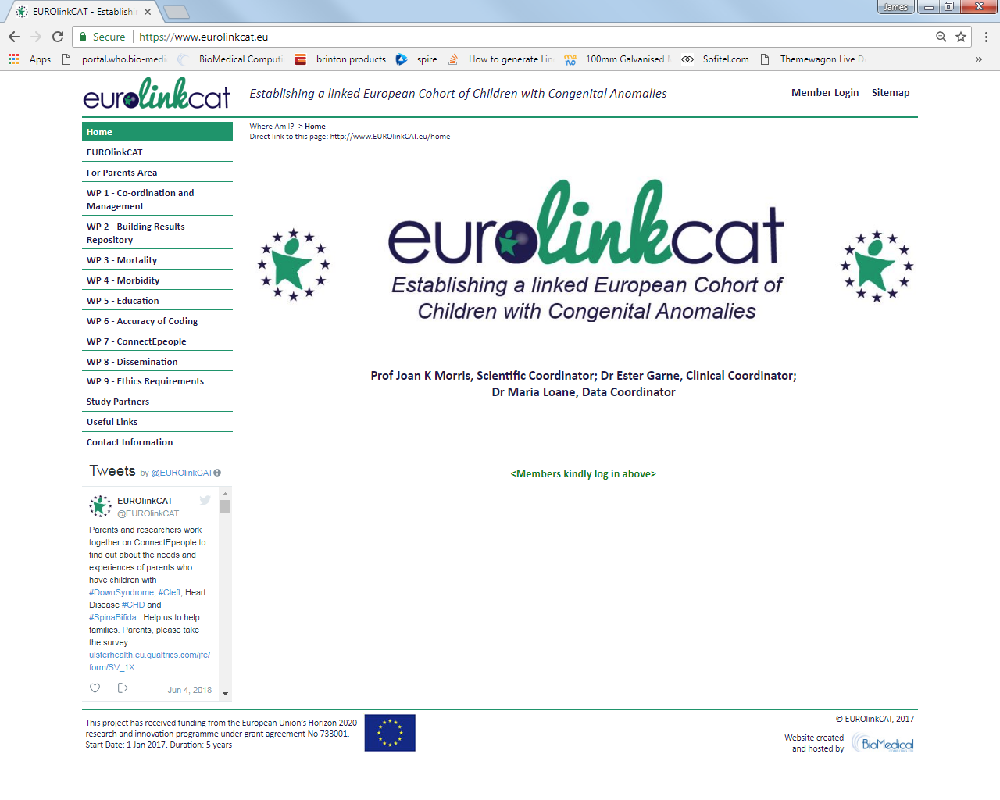 EUROlinkCAT - Establishi
James
Secure
https://www.eurolinkcat.eu
Apps
portal.who.bio-medi
BioMedical Computi
brinton products
spire
How to generate Lin
100mm Galvanised
Sofitel.com
Themewagon Live D
»
eurolinkcat
Establishing a linked European Cohort of Children with Congenital Anomalies
Member Login
Sitemap
Home
EUROlinkCAT
For Parents Area
WP 1 - Co-ordination and
Management
WP 2 - Building Results
Repository
WP 3 - Mortality
WP 4 - Morbidity
WP 5 - Education
WP 6 - Accuracy of Coding
WP 7 - ConnectEpeople
WP 8 - Dissemination
WP 9 - Ethics Requirements
Study Partners
Useful Links
Contact Information
Where Am I? -> Home
Direct link to this page: http://www.EUROlinkCAT.eu/home
eurolinkcat
Establishing a linked European Cohort of
Children with Congenital Anomalies
Prof Joan K Morris, Scientific Coordinator; Dr Ester Garne, Clinical Coordinator;
Dr Maria Loane, Data Coordinator
<Members kindly log in above>
Tweets by @EUROlinkCAT
EUROlinkCAT
@EUROlinkCAT
Parents and researchers work
together on ConnectEpeople to
find out about the needs and
experiences of parents who
have children with
#DownSyndrome, #Cleft, Heart
Disease #CHD and
#SpinaBifida. Help us to help
families. Parents, please take
the survey
ulsterhealth.eu.qualtrics.com/jfe/
form/SV_1X…
Jun 4, 2018
This project has received funding from the European Union's Horizon 2020
research and innovation programme under grant agreement No 733001.
Start Date: 1 Jan 2017. Duration: 5 years
© EUROlinkCAT, 2017
Website created
and hosted by
BioMedical